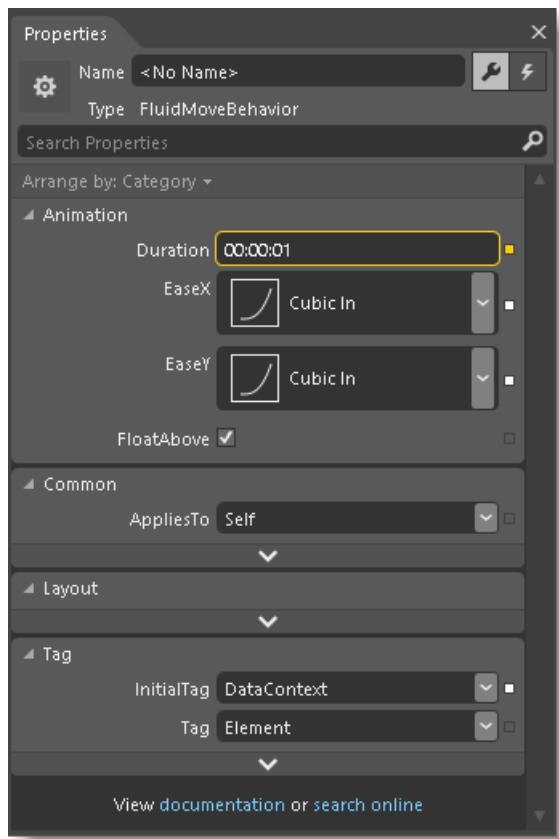 Properties
Name <No Name>
Type FluidMoveBehavior
Search Properties
Arrange by: Category
Animation
Duration 00:00:01
EaseX Cubic In
EaseY Cubic In
FloatAbove
Common
AppliesTo Self
Layout
Tag
InitialTag DataContext
Tag Element
View documentation or search online